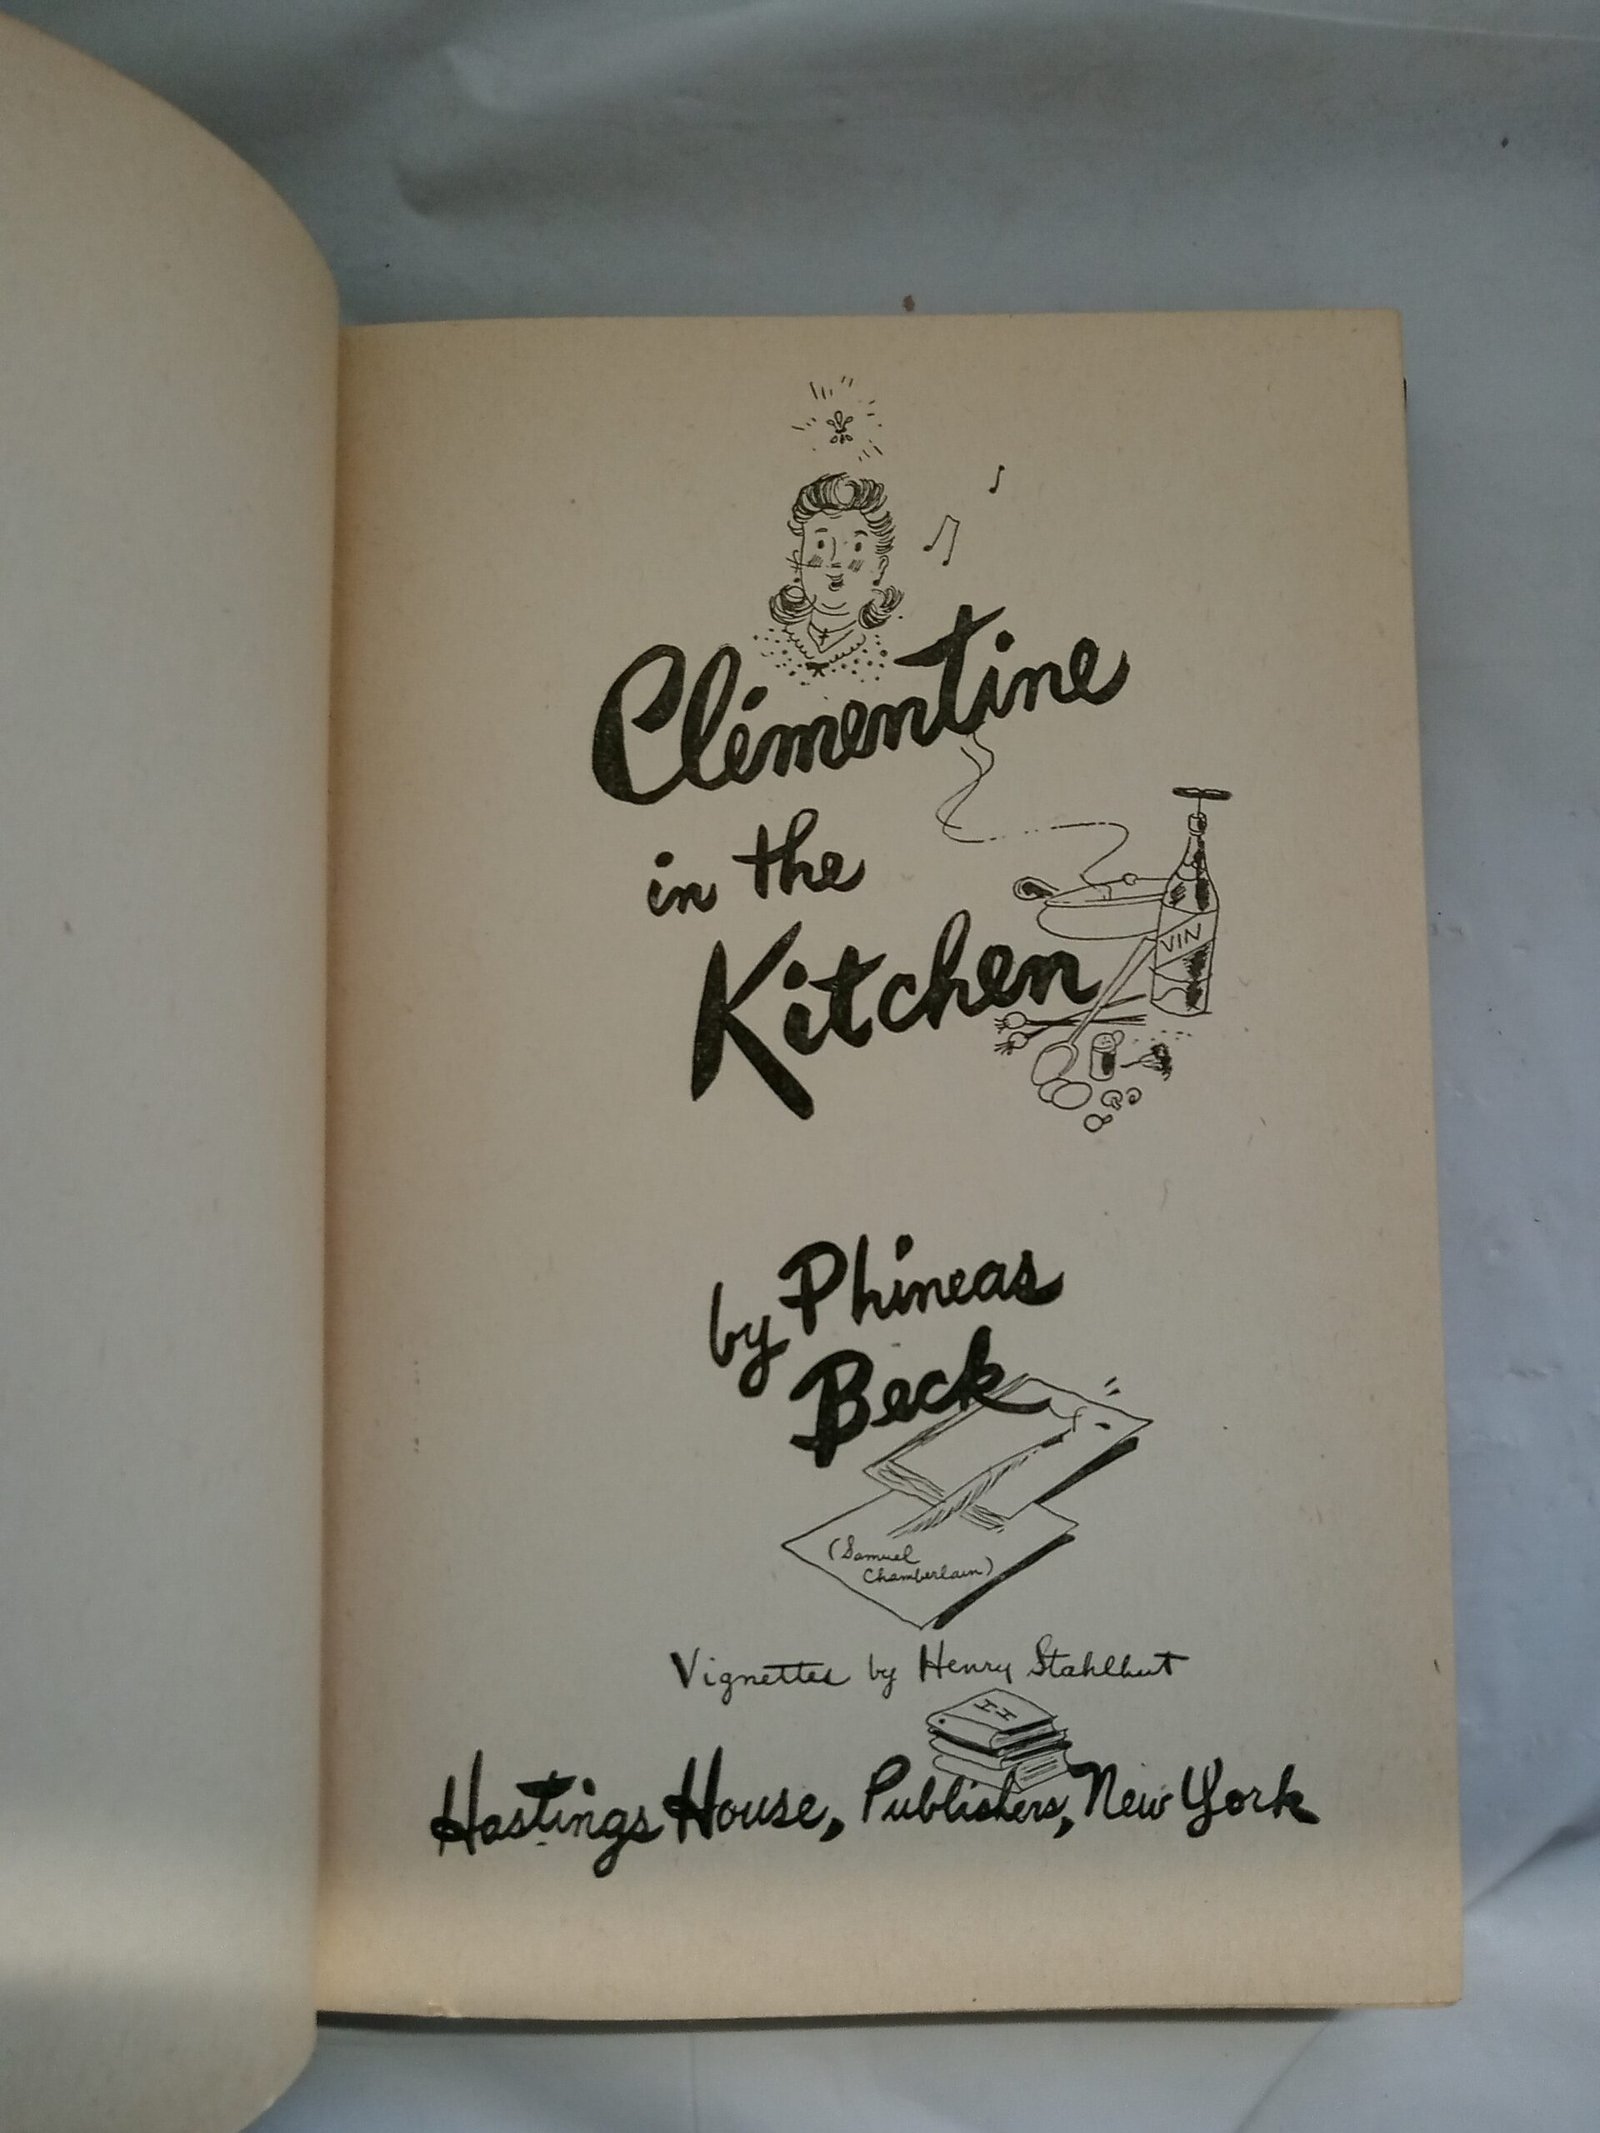 Clémentine
in the
Kitchen
VIN
by Phineas
Beck
(Samuel
Chamberlain)
Vignettes by Henry Stahlhut
HH
Hastings House, Publishers, New York